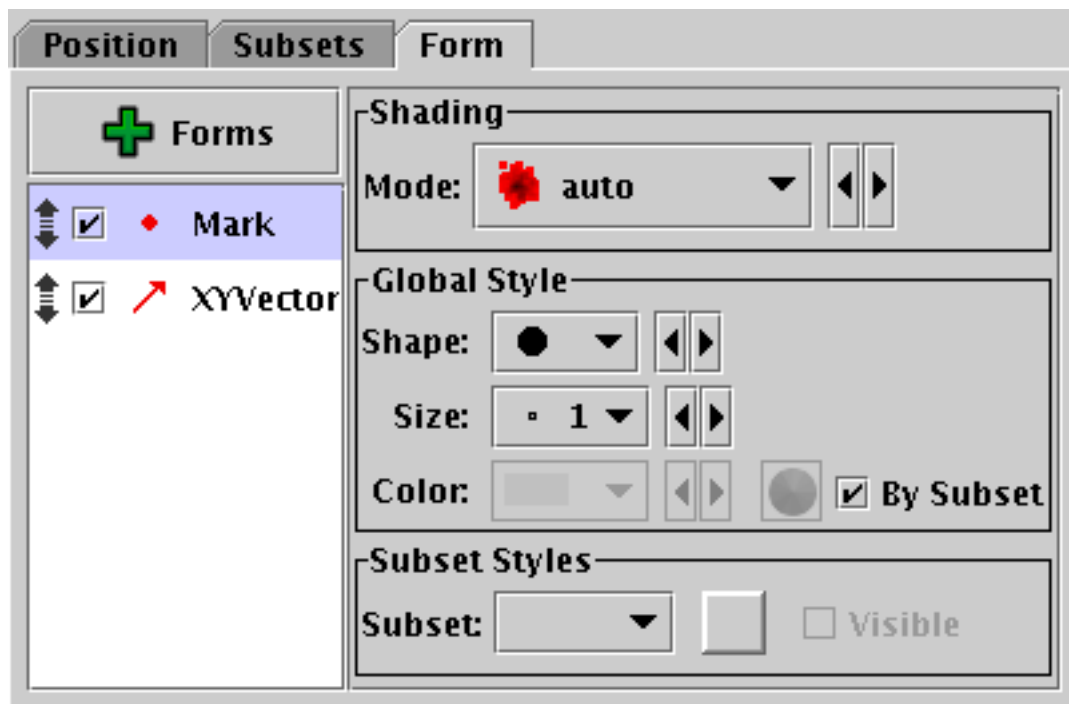 Position Subsets Form
Forms
Mark
XYVector
Shading
Mode: auto
Global Style
Shape:
Size: 1
Color: By Subset
Subset Styles
Subset: Visible